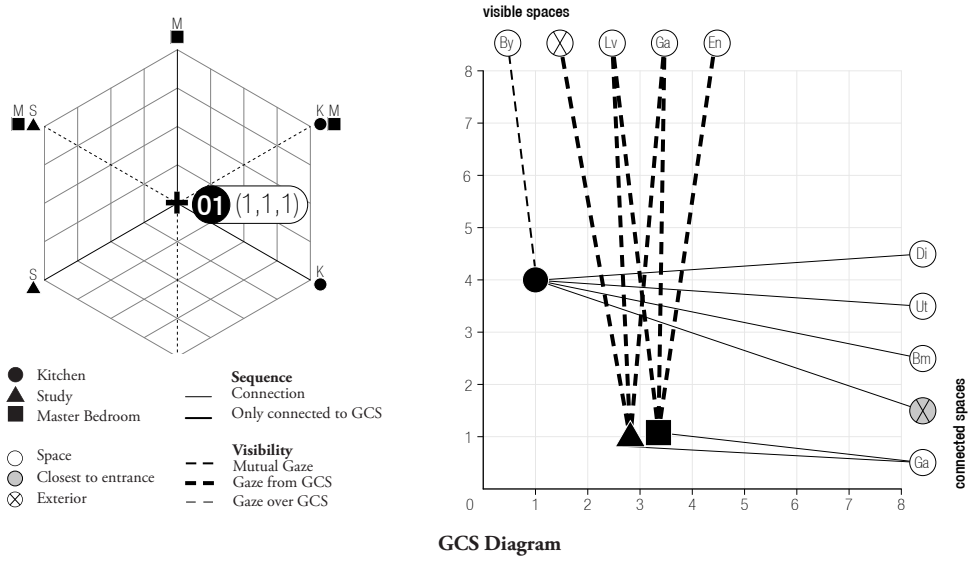 visible spaces
M
By
Lv
Ga
En
M S
K M
01 (1,1,1)
S
K
8
7
6
5
4
3
2
1
Di
Ut
Bm
Ga
connected spaces
0 1 2 3 4 5 6 7 8
Kitchen
Study
Master Bedroom
Space
Closest to entrance
Exterior
Sequence
Connection
Only connected to GCS
Visibility
Mutual Gaze
Gaze from GCS
Gaze over GCS
GCS Diagram